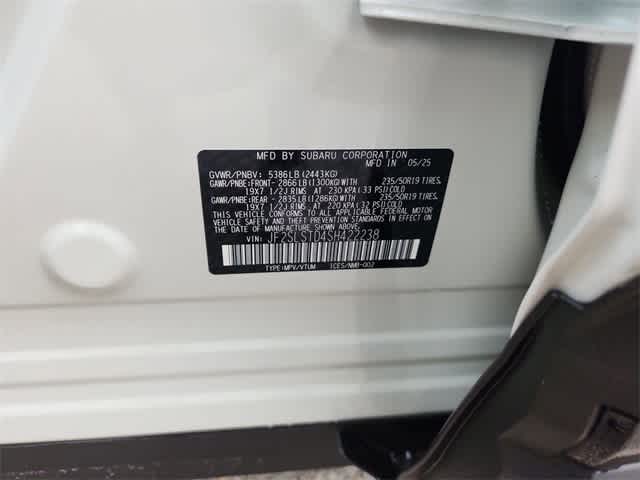 MFD BY SUBARU CORPORATION
MADE IN 05/25
GVWR/PNBV: 5386LB(2443KG)
GAWR/PNBE:FRONT- 2866LB(1300KG)WITH 235/50R19 TIRES,
19X7 1/2J RIMS AT 230 KPA(33 PSI)COLD
GAWR/PNBE:REAR - 2835LB(1286KG)WITH 235/50R19 TIRES,
19X7 1/2J RIMS AT 220 KPA(32 PSI)COLD
THIS VEHICLE CONFORMS TO ALL APPLICABLE FEDERAL MOTOR
VEHICLE SAFETY, BUMPER, AND THEFT PREVENTION STANDARDS
IN EFFECT ON THE DATE OF MANUFACTURE SHOWN ABOVE.
VIN: JF2SLSTD4SH422238
TYPE:MPV/VTUM ICES/NMB-002